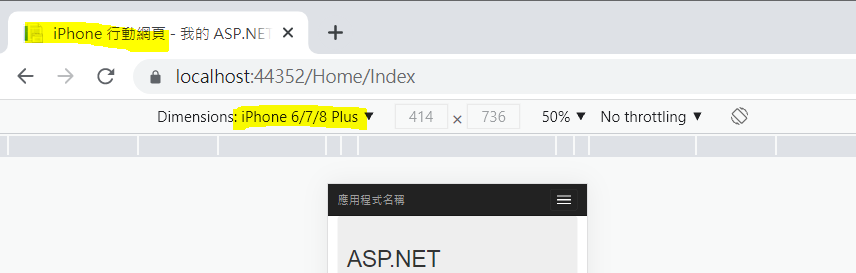 iPhone 行動網頁 - 我的 ASP.NET
localhost:44352/Home/Index
Dimensions: iPhone 6/7/8 Plus ▼ 414 × 736 50% ▼ No throttling ▼
應用程式名稱
ASP.NET